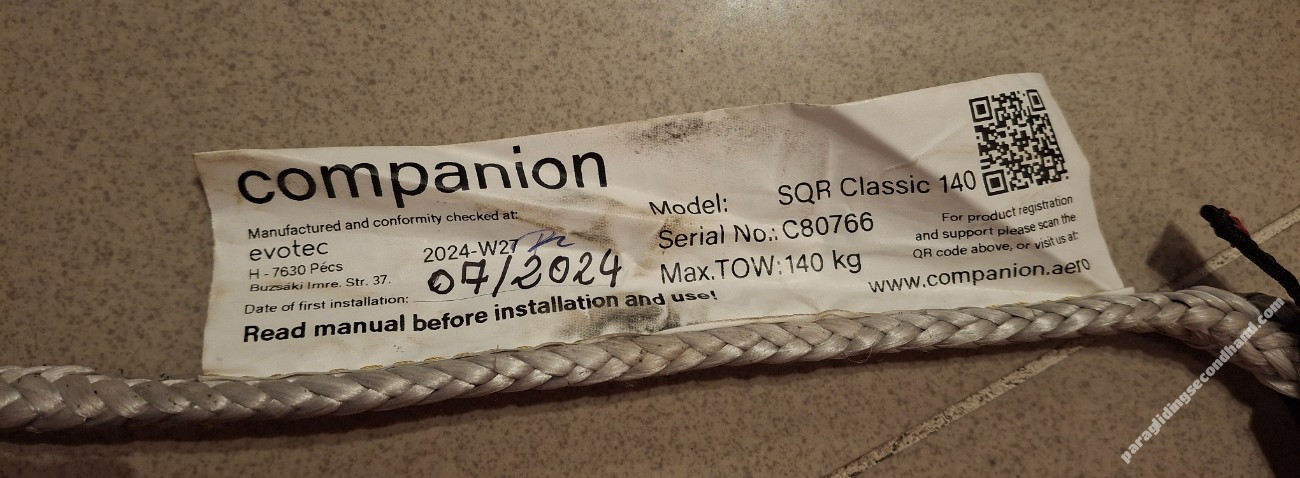 companion
Manufactured and conformity checked at:
evotec
H - 7630 Pécs
Buzsáki Imre. Str. 37.
2024-W27
Date of first installation: 07/2024
Read manual before installation and use!
Model: SQR Classic 140
Serial No.: C80766
Max.TOW: 140 kg
For product registration
and support please scan the
QR code above, or visit us at:
www.companion.aero
paraglidingsecondhand.com